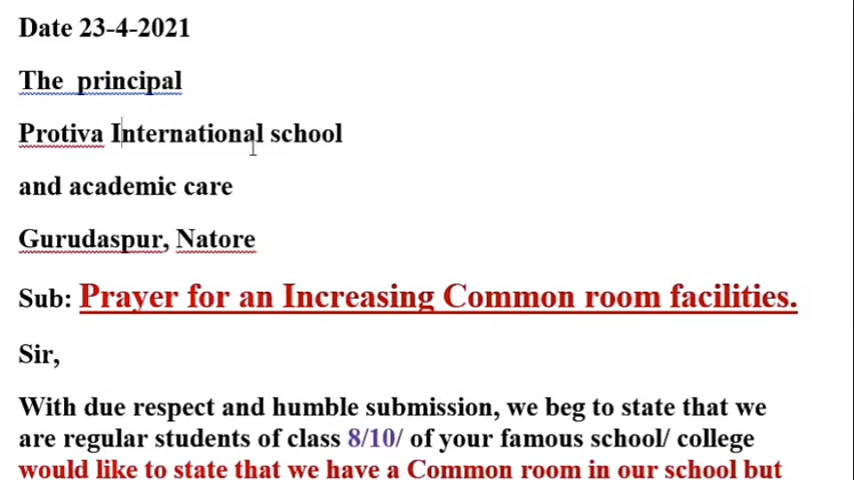 Date 23-4-2021
The principal
Protiva International school
and academic care
Gurudaspur, Natore
Sub: Prayer for an Increasing Common room facilities.
Sir,
With due respect and humble submission, we beg to state that we
are regular students of class 8/10/ of your famous school/ college
would like to state that we have a Common room in our school but